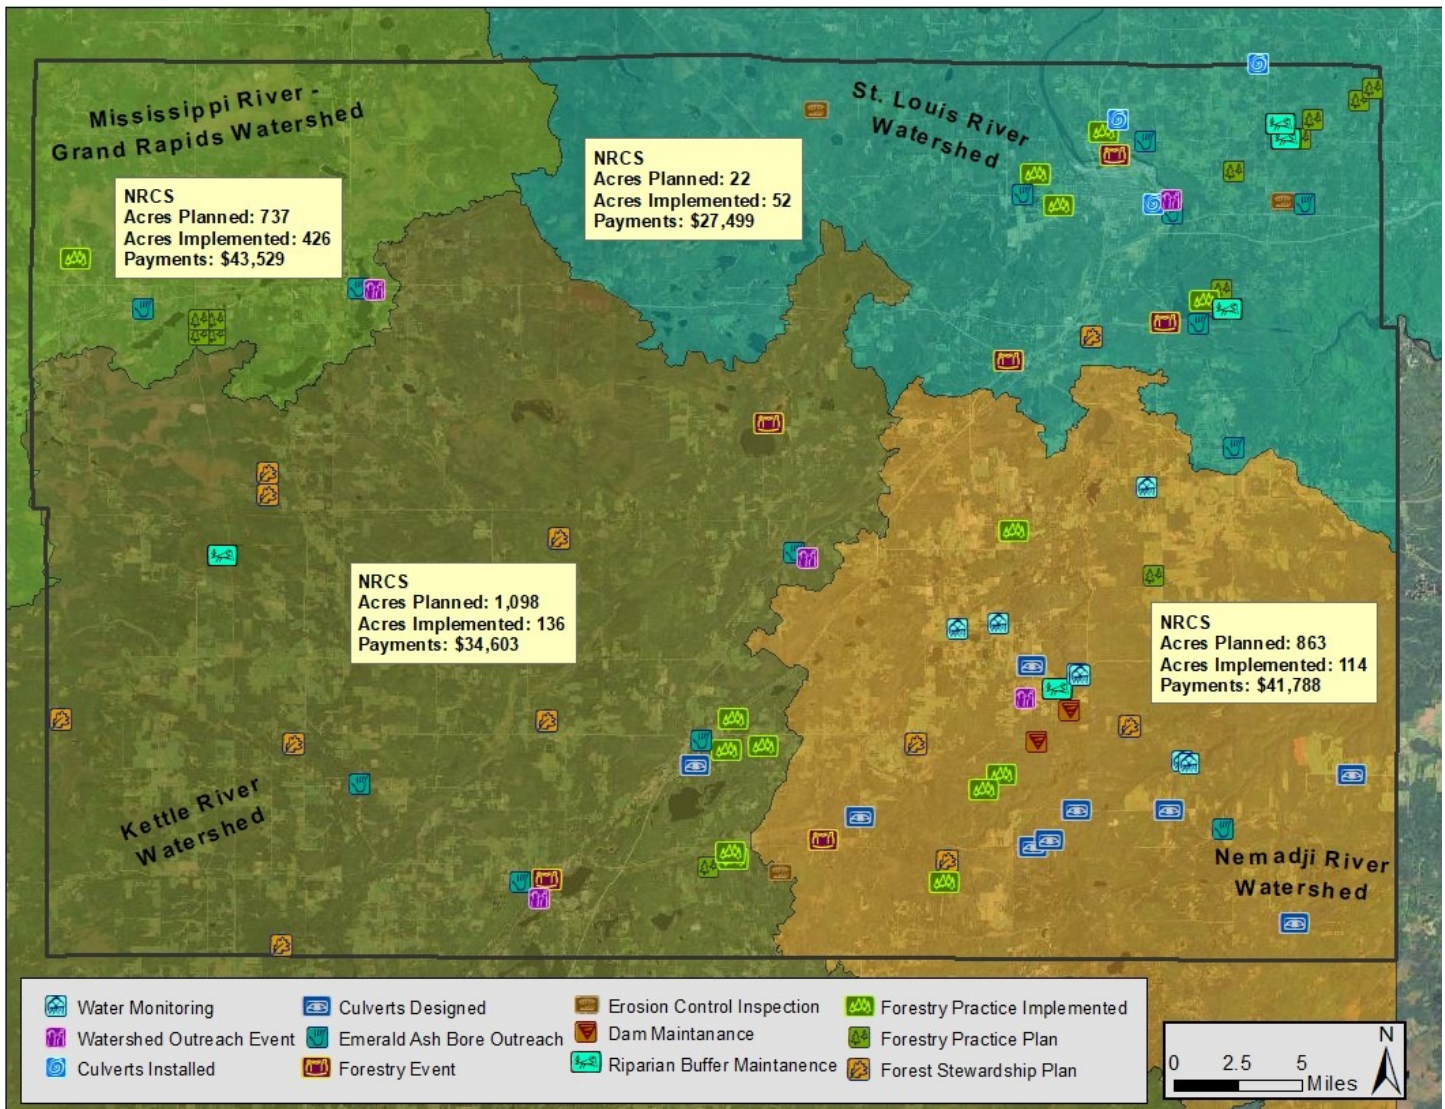 Mississippi River -
Grand Rapids Watershed
St. Louis River
Watershed
NRCS
Acres Planned: 22
Acres Implemented: 52
Payments: $27,499
NRCS
Acres Planned: 737
Acres Implemented: 426
Payments: $43,529
NRCS
Acres Planned: 1,098
Acres Implemented: 136
Payments: $34,603
NRCS
Acres Planned: 863
Acres Implemented: 114
Payments: $41,788
Kettle River
Watershed
Nemadji River
Watershed
Water Monitoring
Watershed Outreach Event
Culverts Installed
Culverts Designed
Emerald Ash Bore Outreach
Forestry Event
Erosion Control Inspection
Dam Maintanance
Riparian Buffer Maintanence
Forestry Practice Implemented
Forestry Practice Plan
Forest Stewardship Plan
N
0 2.5 5
Miles